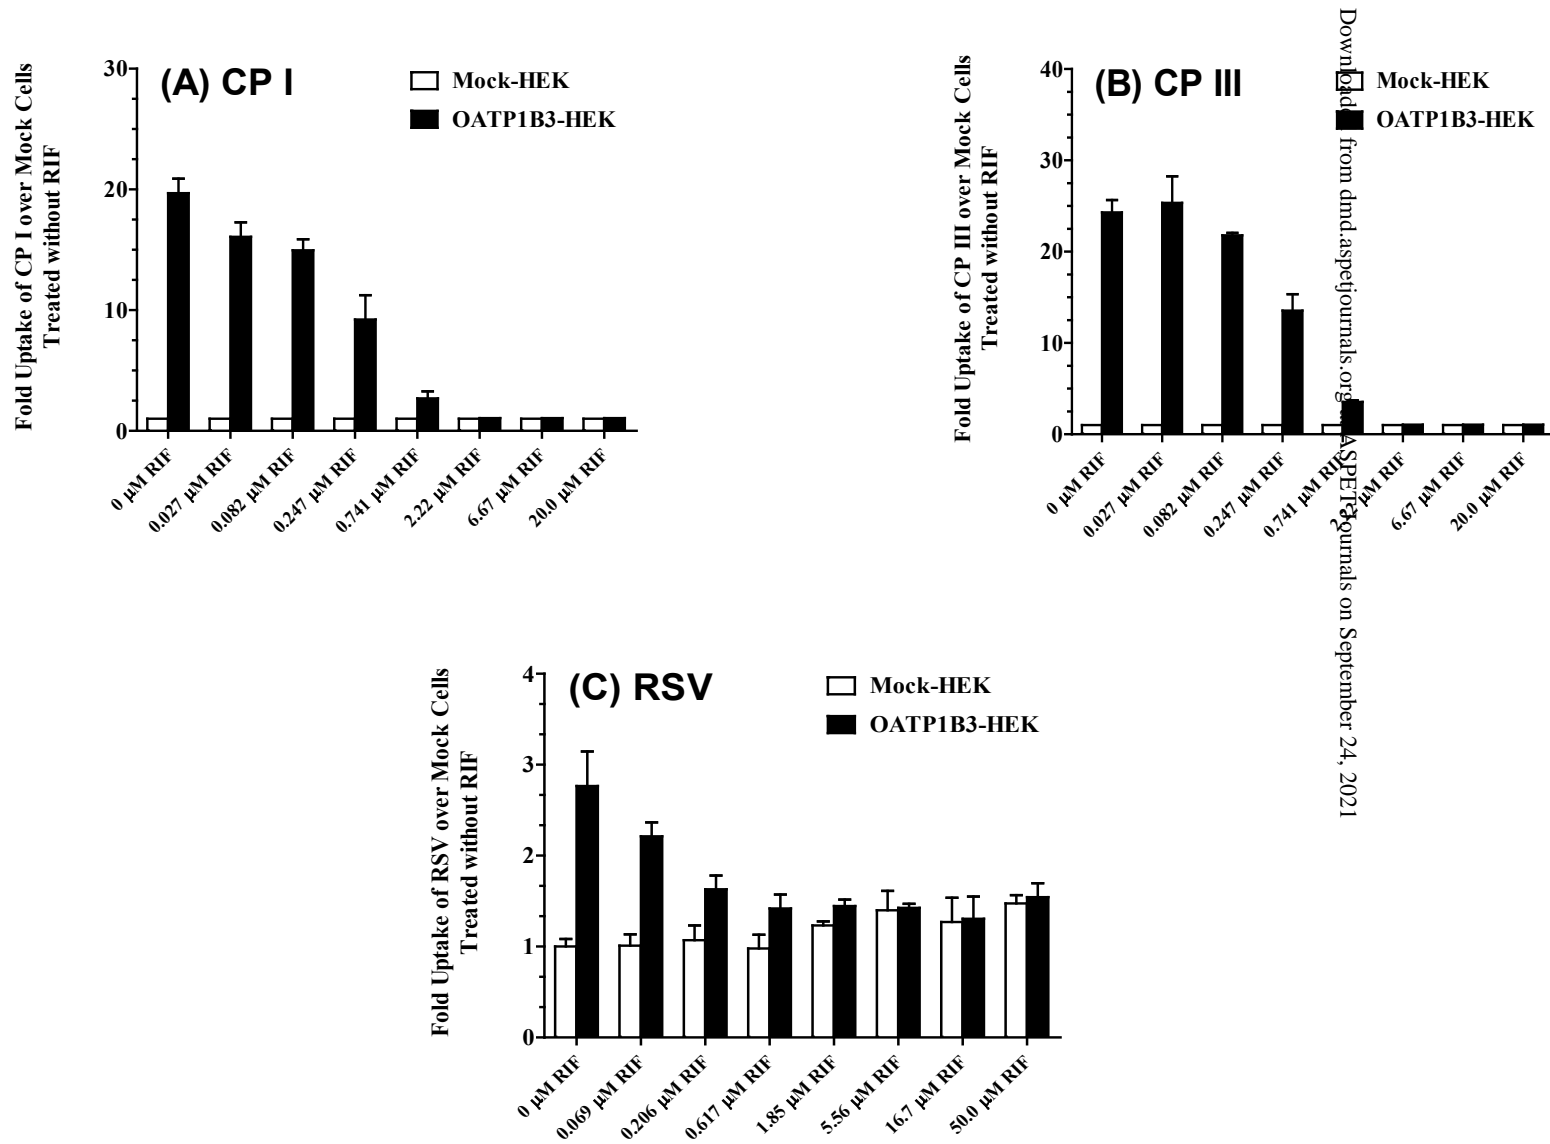 (A) CP I
Mock-HEK
OATP1B3-HEK
Fold Uptake of CP I over Mock Cells
Treated without RIF
30
20
10
0
0 µM RIF
0.027 µM RIF
0.082 µM RIF
0.247 µM RIF
0.741 µM RIF
2.22 µM RIF
6.67 µM RIF
20.0 µM RIF
(B) CP III
Mock-HEK
OATP1B3-HEK
Fold Uptake of CP III over Mock Cells
Treated without RIF
40
30
20
10
0
0 µM RIF
0.027 µM RIF
0.082 µM RIF
0.247 µM RIF
0.741 µM RIF
µM RIF
6.67 µM RIF
20.0 µM RIF
from dmd.aspetjournals.org ASPET Journals on September 24, 2021
(C) RSV
Mock-HEK
OATP1B3-HEK
Fold Uptake of RSV over Mock Cells
Treated without RIF
4
3
2
1
0
0 µM RIF
0.069 µM RIF
0.206 µM RIF
0.617 µM RIF
1.85 µM RIF
5.56 µM RIF
16.7 µM RIF
50.0 µM RIF